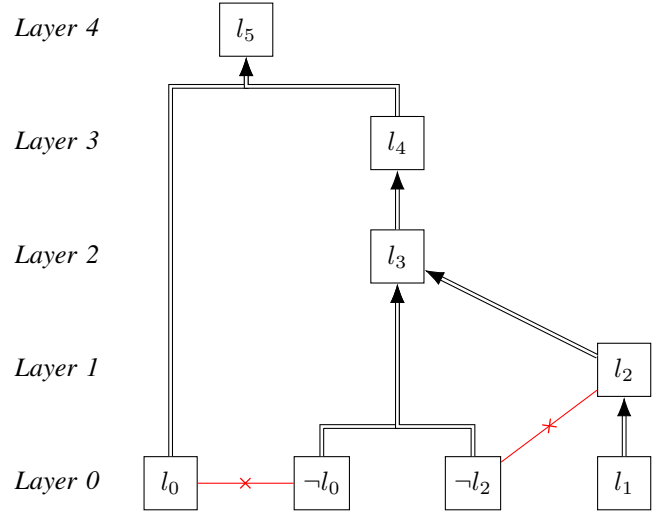 Layer 4 l₅
Layer 3 l₄
Layer 2 l₃
Layer 1 l₂
Layer 0 l₀ ¬l₀ ¬l₂ l₁